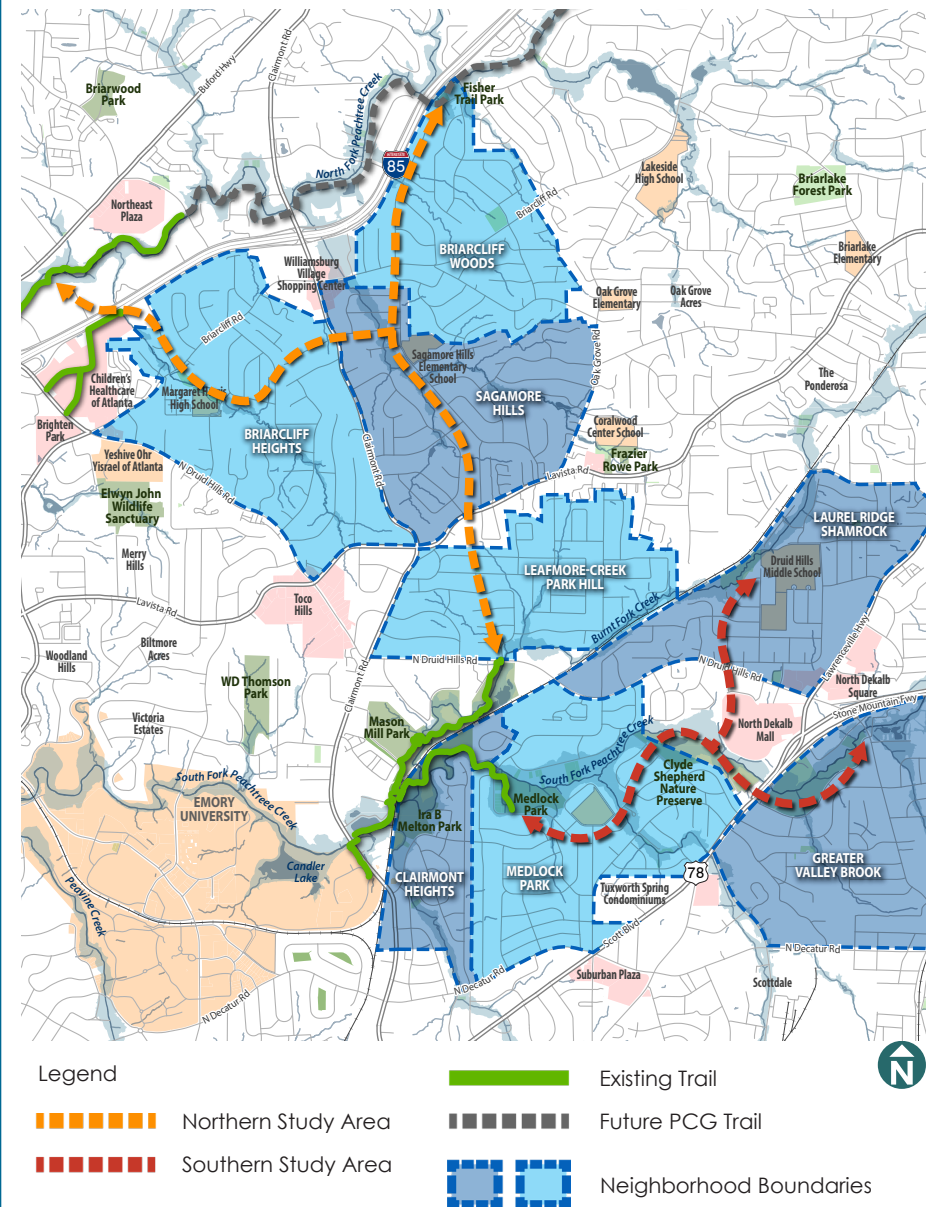 Fisher
Trail Park
Briarwood
Park
Buford Hwy
Clairmont Rd
North Fork Peachtree Creek
INTERSTATE
85
Lakeside
High School
Briarlake
Forest Park
Northeast
Plaza
Briarcliff Rd
BRIARCLIFF
WOODS
Briarlake
Elementary
Williamsburg
Village
Shopping Center
Oak Grove
Elementary
Oak Grove
Acres
Briarcliff Rd
Oak Grove Rd
Sagamore Hills
Elementary
School
SAGAMORE
HILLS
The
Ponderosa
Children's
Healthcare
of Atlanta
High School
Brighten
Park
BRIARCLIFF
HEIGHTS
Clairmont Rd
Coralwood
Center School
Frazier
Rowe Park
Lavista Rd
Yeshive Ohr
Yisrael of Atlanta
N Druid Hills Rd
Elwyn John
Wildlife
Sanctuary
LAUREL RIDGE
SHAMROCK
Merry
Hills
LEAFMORE-CREEK
PARK HILL
Druid Hills
Middle School
Toco
Hills
Burnt Fork Creek
Lavista Rd
Woodland
Hills
Biltmore
Acres
N Druid Hills Rd
N Druid Hills Rd
Lawrenceville Hwy
WD Thomson
Park
Clairmont Rd
North Dekalb
Square
Stone Mountain Fwy
Victoria
Estates
Mason
Mill Park
North Dekalb
Mall
South Fork Peachtreee Creek
South Fork Peachtree Creek
Clyde
Shepherd
Nature
Preserve
EMORY
UNIVERSITY
Ira B
Melton Park
Medlock
Park
Candler
Lake
CLAIRMONT
HEIGHTS
MEDLOCK
PARK
78
GREATER
VALLEY BROOK
Tuxworth Spring
Condominiums
Peavine Creek
Scott Blvd
N Decatur Rd
N Decatur Rd
N Decatur Rd
Suburban Plaza
Scottdale
N
Legend
Northern Study Area
Southern Study Area
Existing Trail
Future PCG Trail
Neighborhood Boundaries